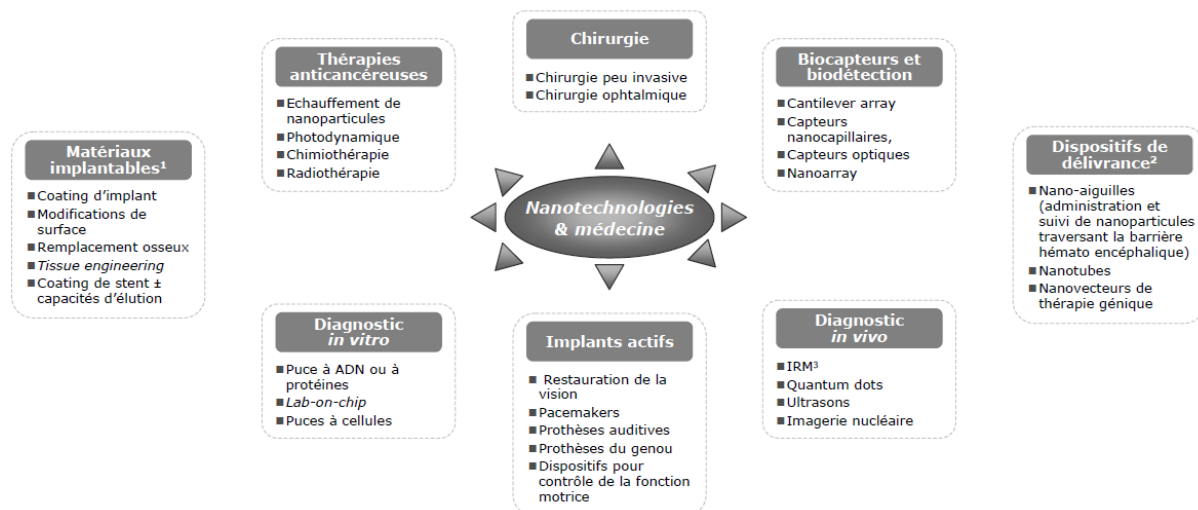 Chirurgie
■Chirurgie peu invasive
■Chirurgie ophtalmique
Thérapies
anticancéreuses
■Echauffement de
nanoparticules
■Photodynamique
■Chimiothérapie
■Radiothérapie
Biocapteurs et
biodétection
■Cantilever array
■Capteurs
nanocapillaires,
■Capteurs optiques
■Nanoarray
Matériaux
implantables¹
■Coating d’implant
■Modifications de
surface
■Remplacement osseux
■Tissue engineering
■Coating de stent ±
capacités d’élution
Nanotechnologies
& médecine
Dispositifs de
délivrance²
■Nano-aiguilles
(administration et
suivi de nanoparticules
traversant la barrière
hémato encéphalique)
■Nanotubes
■Nanovecteurs de
thérapie génique
Diagnostic
in vitro
■Puce à ADN ou à
protéines
■Lab-on-chip
■Puces à cellules
Implants actifs
■ Restauration de la
vision
■Pacemakers
■Prothèses auditives
■Prothèses du genou
■Dispositifs pour
contrôle de la fonction
motrice
Diagnostic
in vivo
■IRM³
■Quantum dots
■Ultrasons
■Imagerie nucléaire